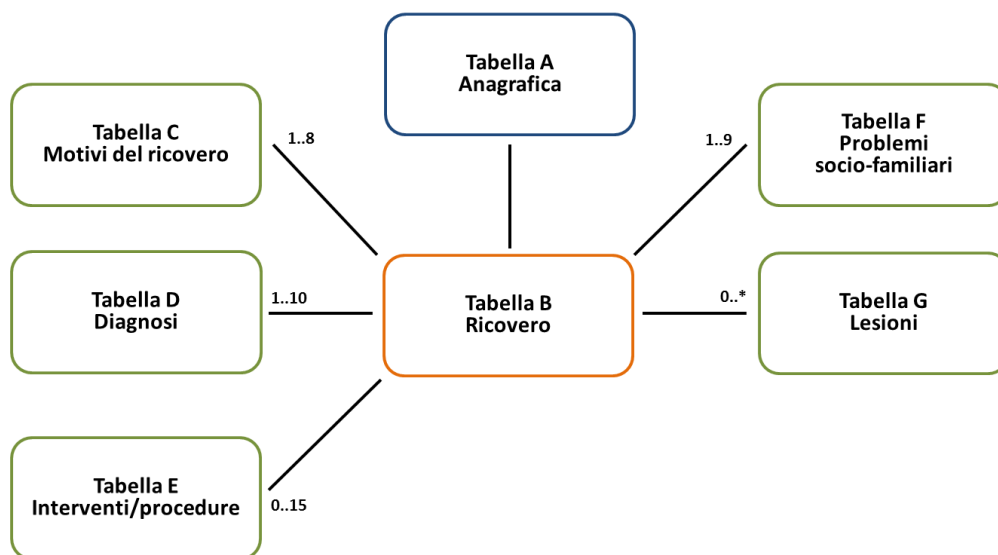 Tabella A
Anagrafica
Tabella C
Motivi del ricovero
1..8
1..9
Tabella F
Problemi
socio-familiari
Tabella D
Diagnosi
1..10
Tabella B
Ricovero
0..*
Tabella G
Lesioni
Tabella E
Interventi/procedure
0..15